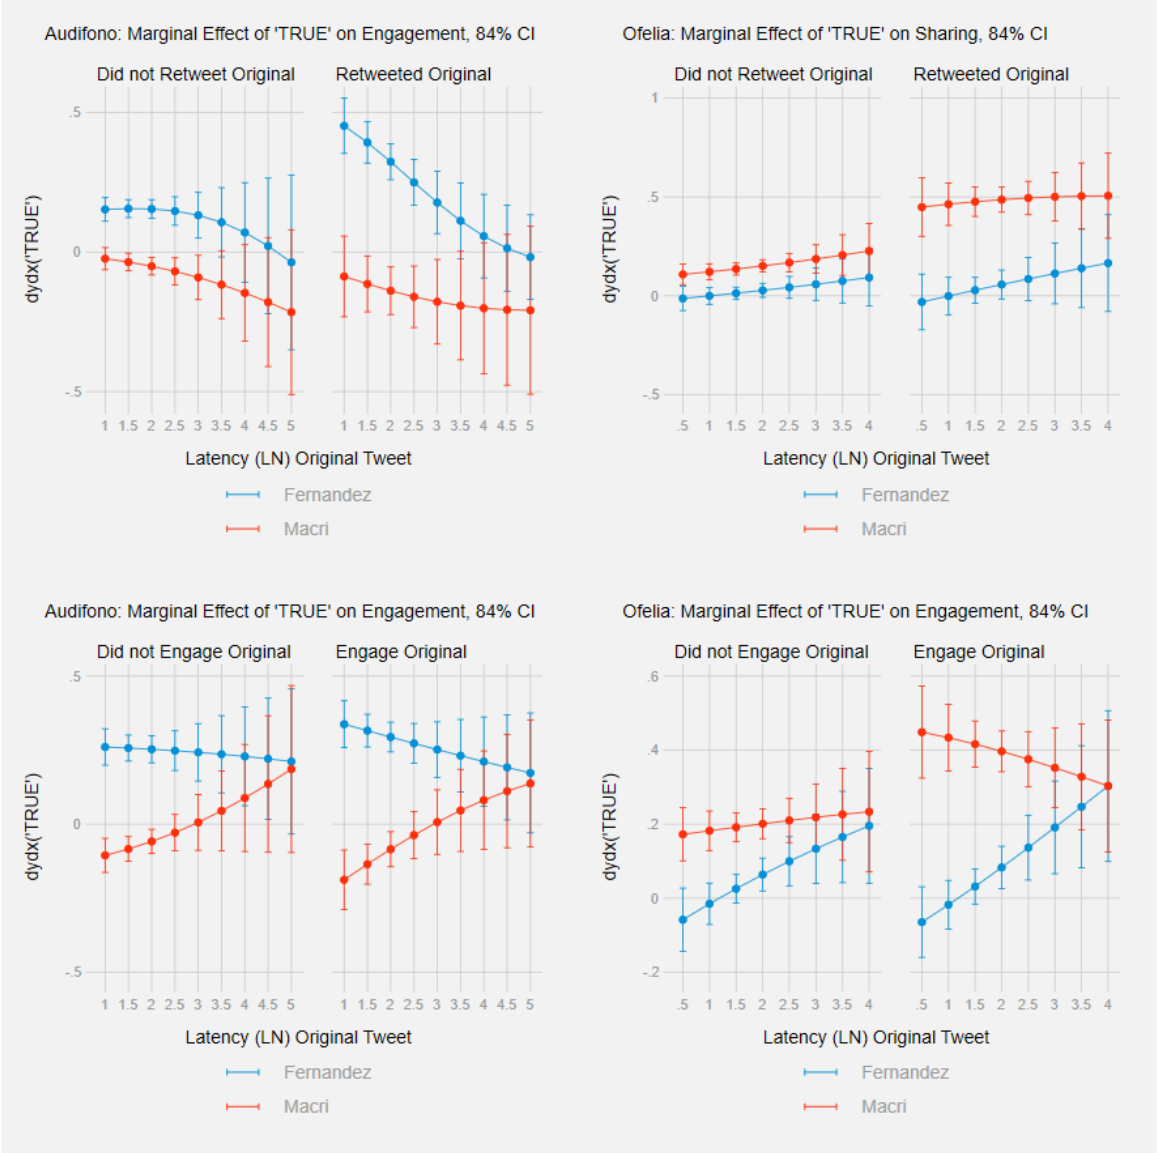 Audifono: Marginal Effect of 'TRUE' on Engagement, 84% CI
Did not Retweet Original Retweeted Original
.5
0
-.5
dydx('TRUE')
1 1.5 2 2.5 3 3.5 4 4.5 5 1 1.5 2 2.5 3 3.5 4 4.5 5
Latency (LN) Original Tweet
Fernandez
Macri
Ofelia: Marginal Effect of 'TRUE' on Sharing, 84% CI
Did not Retweet Original Retweeted Original
1
.5
0
-.5
dydx('TRUE')
.5 1 1.5 2 2.5 3 3.5 4 .5 1 1.5 2 2.5 3 3.5 4
Latency (LN) Original Tweet
Fernandez
Macri
Audifono: Marginal Effect of 'TRUE' on Engagement, 84% CI
Did not Engage Original Engage Original
.5
0
-.5
dydx('TRUE')
1 1.5 2 2.5 3 3.5 4 4.5 5 1 1.5 2 2.5 3 3.5 4 4.5 5
Latency (LN) Original Tweet
Fernandez
Macri
Ofelia: Marginal Effect of 'TRUE' on Engagement, 84% CI
Did not Engage Original Engage Original
.6
.4
.2
0
-.2
dydx('TRUE')
.5 1 1.5 2 2.5 3 3.5 4 .5 1 1.5 2 2.5 3 3.5 4
Latency (LN) Original Tweet
Fernandez
Macri